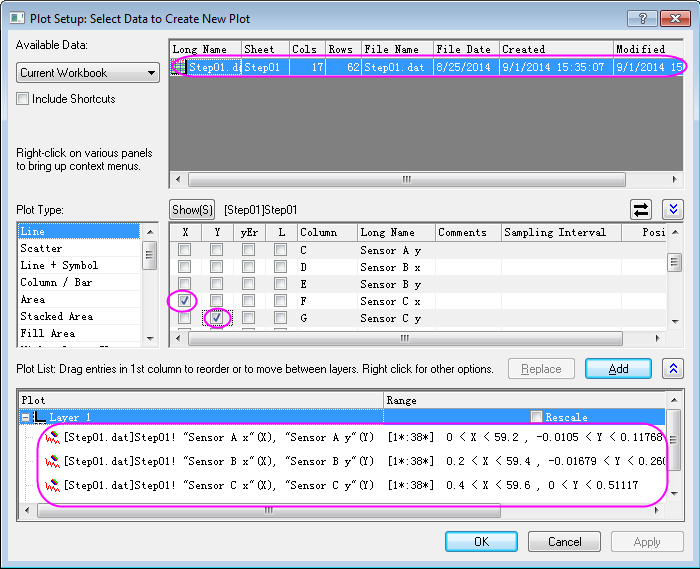 Plot Setup: Select Data to Create New Plot
Available Data:
Current Workbook
Include Shortcuts
Right-click on various panels
to bring up context menus.
Long Name Sheet Cols Rows File Name File Date Created Modified
Step01.da Step01 17 62 Step01.dat 8/25/2014 9/1/2014 15:35:07 9/1/2014 15
Plot Type:
Line
Scatter
Line + Symbol
Column / Bar
Area
Stacked Area
Fill Area
Show(S) [Step01]Step01
X Y yEr L Column Long Name Comments Sampling Interval Posi
C Sensor A y
D Sensor B x
E Sensor B y
F Sensor C x
G Sensor C y
Plot List: Drag entries in 1st column to reorder or to move between layers. Right click for other options.
Replace
Add
Plot Range
Layer 1 Rescale
[Step01.dat]Step01! "Sensor A x"(X), "Sensor A y"(Y) [1*:38*] 0 < X < 59.2 , -0.0105 < Y < 0.11768
[Step01.dat]Step01! "Sensor B x"(X), "Sensor B y"(Y) [1*:38*] 0.2 < X < 59.4 , -0.01679 < Y < 0.260
[Step01.dat]Step01! "Sensor C x"(X), "Sensor C y"(Y) [1*:38*] 0.4 < X < 59.6 , 0 < Y < 0.51117
OK
Cancel
Apply